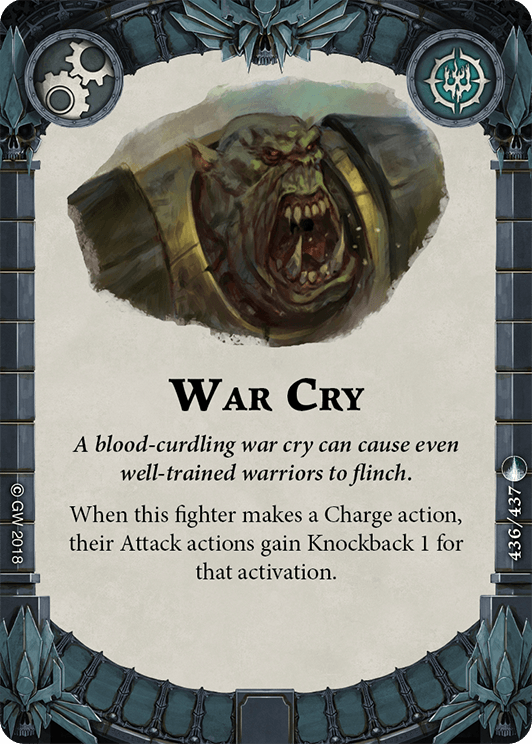 War Cry
A blood-curdling war cry can cause even
well-trained warriors to flinch.
When this fighter makes a Charge action,
their Attack actions gain Knockback 1 for
that activation.
© GW 2018
436/437